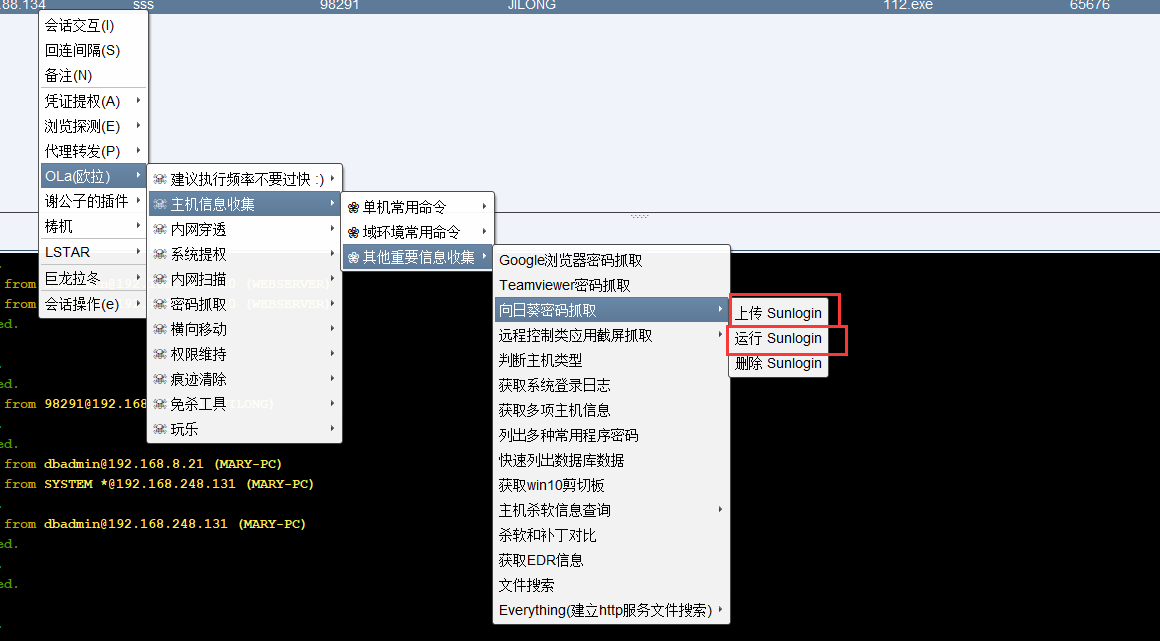 .88.134 sss 98291 JILONG 112.exe 65676
会话交互(I)
回连间隔(S)
备注(N)
凭证提权(A)
浏览探测(E)
代理转发(P)
OLa(欧拉)
谢公子的插件
梼杌
LSTAR
巨龙拉冬
会话操作(e)
建议执行频率不要过快 :)
主机信息收集
内网穿透
系统提权
内网扫描
密码抓取
横向移动
权限维持
痕迹清除
免杀工具
玩乐
单机常用命令
域环境常用命令
其他重要信息收集
Google浏览器密码抓取
Teamviewer密码抓取
向日葵密码抓取
远程控制类应用截屏抓取
判断主机类型
获取系统登录日志
获取多项主机信息
列出多种常用程序密码
快速列出数据库数据
获取win10剪切板
主机杀软信息查询
杀软和补丁对比
获取EDR信息
文件搜索
Everything(建立http服务文件搜索)
上传 Sunlogin
运行 Sunlogin
删除 Sunlogin
from (WEBSERVER)
from (WEBSERVER)
ed.
ed.
from 98291@192.168
ed.
from dbadmin@192.168.8.21 (MARY-PC)
from SYSTEM *@192.168.248.131 (MARY-PC)
from dbadmin@192.168.248.131 (MARY-PC)
ed.
ed.